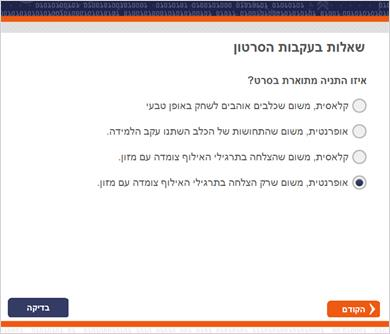 שאלות בעקבות הסרטון
איזו התניה מתוארת בסרט?
קלאסית, משום שכלבים אוהבים לשחק באופן טבעי
אופרנטית, משום שהתחושות של הכלב השתנו עקב הלמידה.
קלאסית, משום שהצלחה בתרגילי האילוף צומדה עם מזון.
אופרנטית, משום שרק הצלחה בתרגילי האילוף צומדה עם מזון.
הקודם
בדיקה